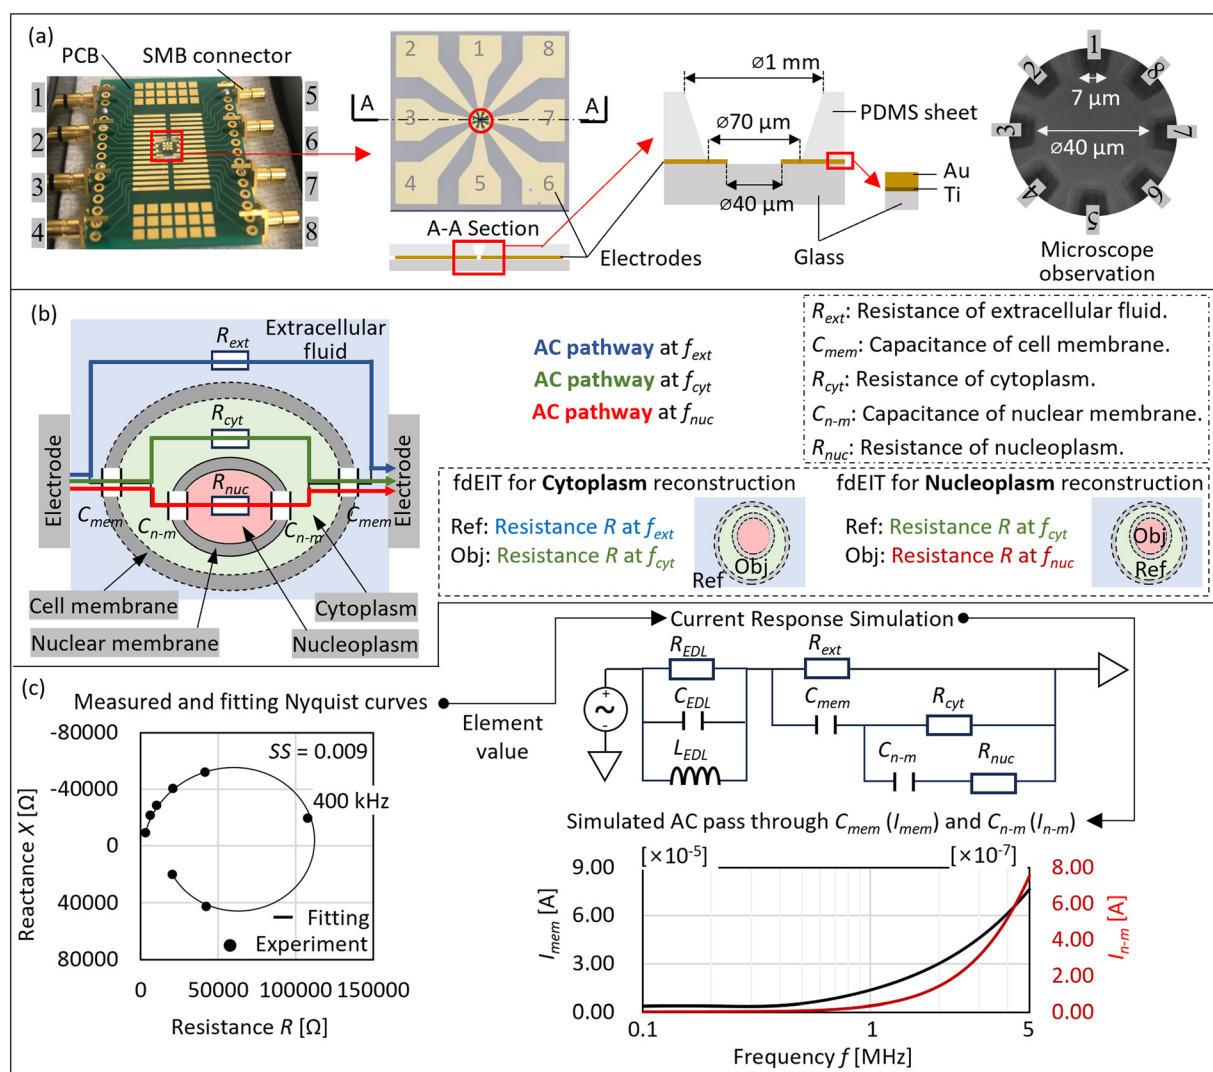 (a)
PCB
SMB connector
1
2
3
4
5
6
7
8
2
1
8
3
7
4
5
6
A
A
A-A Section
Electrodes
⌀1 mm
PDMS sheet
⌀70 µm
⌀40 µm
Au
Ti
Glass
1
2
3
4
5
6
7
8
7 µm
⌀40 µm
Microscope
observation
(b)
Extracellular
fluid
R_ext
R_cyt
R_nuc
Electrode
Electrode
C_mem
C_n-m
C_n-m
C_mem
Cell membrane
Nuclear membrane
Cytoplasm
Nucleoplasm
AC pathway at f_ext
AC pathway at f_cyt
AC pathway at f_nuc
R_ext: Resistance of extracellular fluid.
C_mem: Capacitance of cell membrane.
R_cyt: Resistance of cytoplasm.
C_n-m: Capacitance of nuclear membrane.
R_nuc: Resistance of nucleoplasm.
fdEIT for Cytoplasm reconstruction
Ref: Resistance R at f_ext
Obj: Resistance R at f_cyt
Obj
Ref
fdEIT for Nucleoplasm reconstruction
Ref: Resistance R at f_cyt
Obj: Resistance R at f_nuc
Obj
Ref
(c)
Measured and fitting Nyquist curves
Element
value
Current Response Simulation
-80000
-40000
0
40000
80000
Reactance X [Ω]
SS = 0.009
400 kHz
Fitting
Experiment
0
50000
100000
150000
Resistance R [Ω]
R_EDL
C_EDL
L_EDL
+
~
-
R_ext
C_mem
R_cyt
C_n-m
R_nuc
Simulated AC pass through C_mem (I_mem) and C_n-m (I_n-m)
[×10⁻⁵]
[×10⁻⁷]
9.00
6.00
3.00
0.00
I_mem [A]
8.00
6.00
4.00
2.00
0.00
I_n-m [A]
0.1
1
5
Frequency f [MHz]